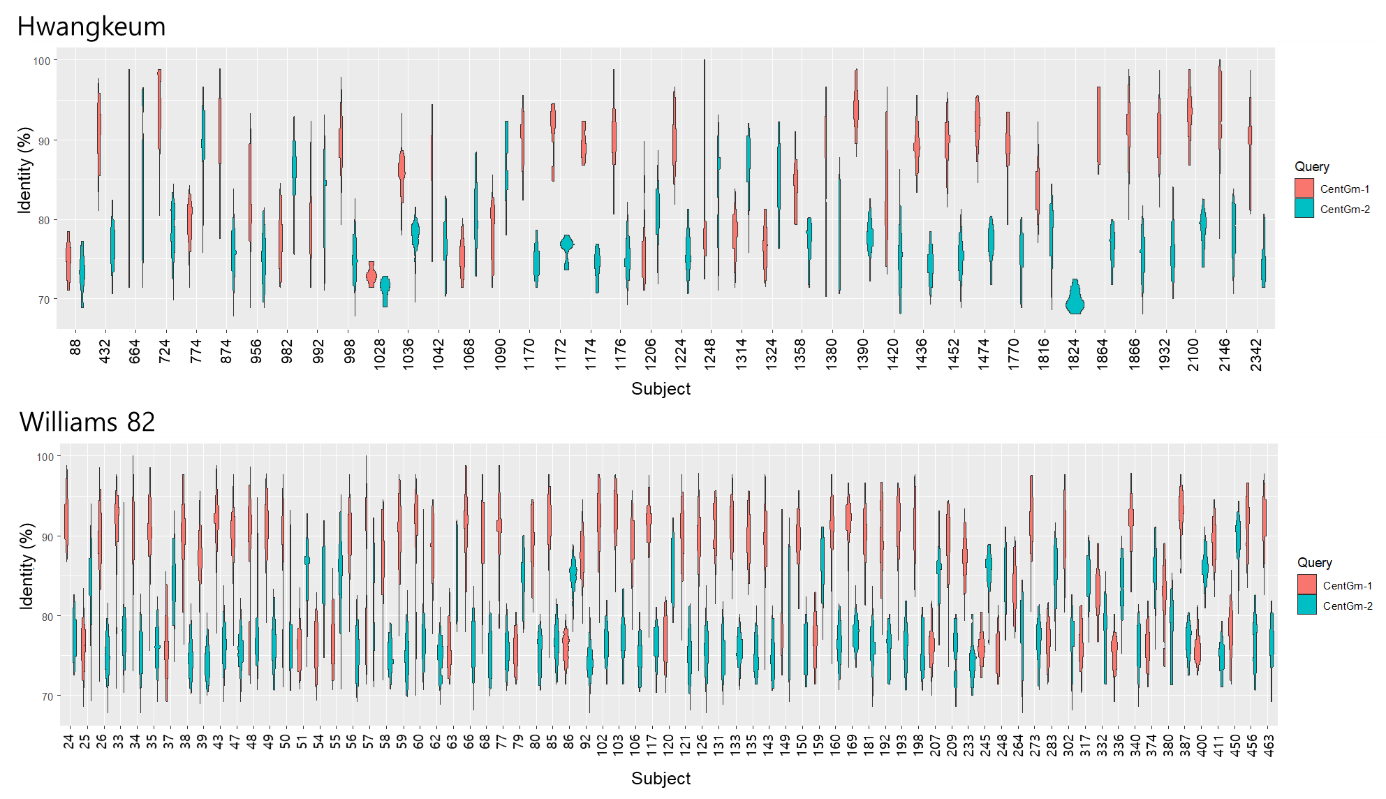 Hwangkeum
Identity (%)
100
90
80
70
88 432 664 724 774 874 956 982 992 998 1028 1036 1042 1068 1090 1170 1172 1174 1176 1206 1224 1248 1314 1324 1358 1380 1390 1420 1436 1452 1474 1770 1816 1824 1864 1866 1932 2100 2146 2342
Subject
Query
CentGm-1
CentGm-2
Williams 82
Identity (%)
100
90
80
70
24 25 26 33 34 35 37 38 39 43 47 48 49 50 51 54 55 56 57 58 59 60 62 63 66 68 77 79 80 85 86 92 102 103 106 117 120 121 126 131 133 135 143 149 150 159 160 169 181 192 193 198 207 209 233 245 248 264 273 283 302 317 332 336 340 374 380 387 400 411 450 456 463
Subject
Query
CentGm-1
CentGm-2